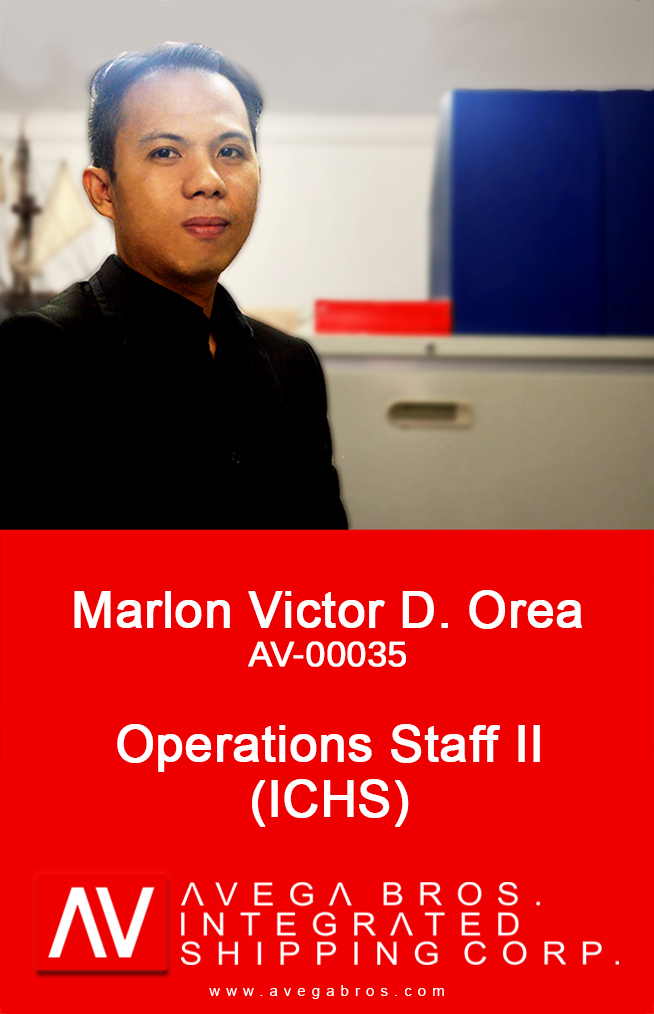 Marlon Victor D. Orea
AV-00035
Operations Staff II
(ICHS)
AV
AVEGA BROS.
INTEGRATED
SHIPPING CORP.
www.avegabros.com